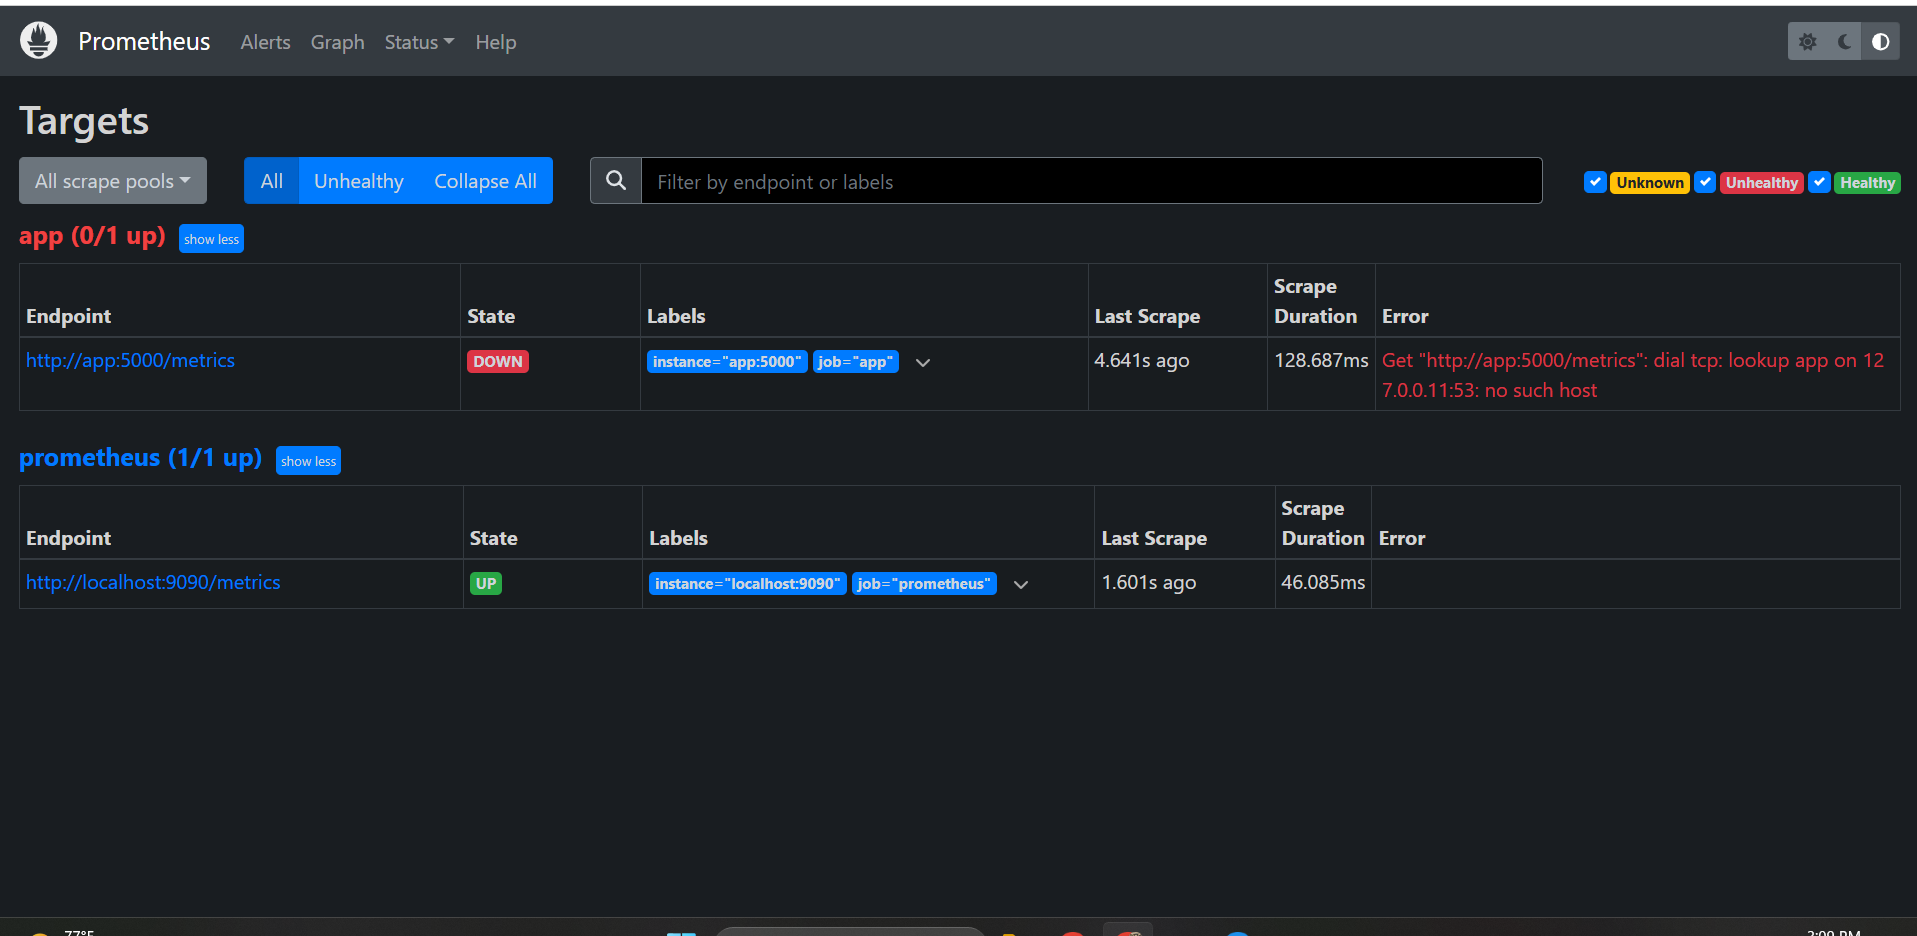 Prometheus Alerts Graph Status Help
Targets
All scrape pools All Unhealthy Collapse All Filter by endpoint or labels Unknown Unhealthy Healthy
app (0/1 up) show less
Endpoint State Labels Last Scrape Scrape Duration Error
http://app:5000/metrics DOWN instance="app:5000" job="app" 4.641s ago 128.687ms Get "http://app:5000/metrics": dial tcp: lookup app on 12
7.0.0.11:53: no such host
prometheus (1/1 up) show less
Endpoint State Labels Last Scrape Scrape Duration Error
http://localhost:9090/metrics UP instance="localhost:9090" job="prometheus" 1.601s ago 46.085ms
77°F